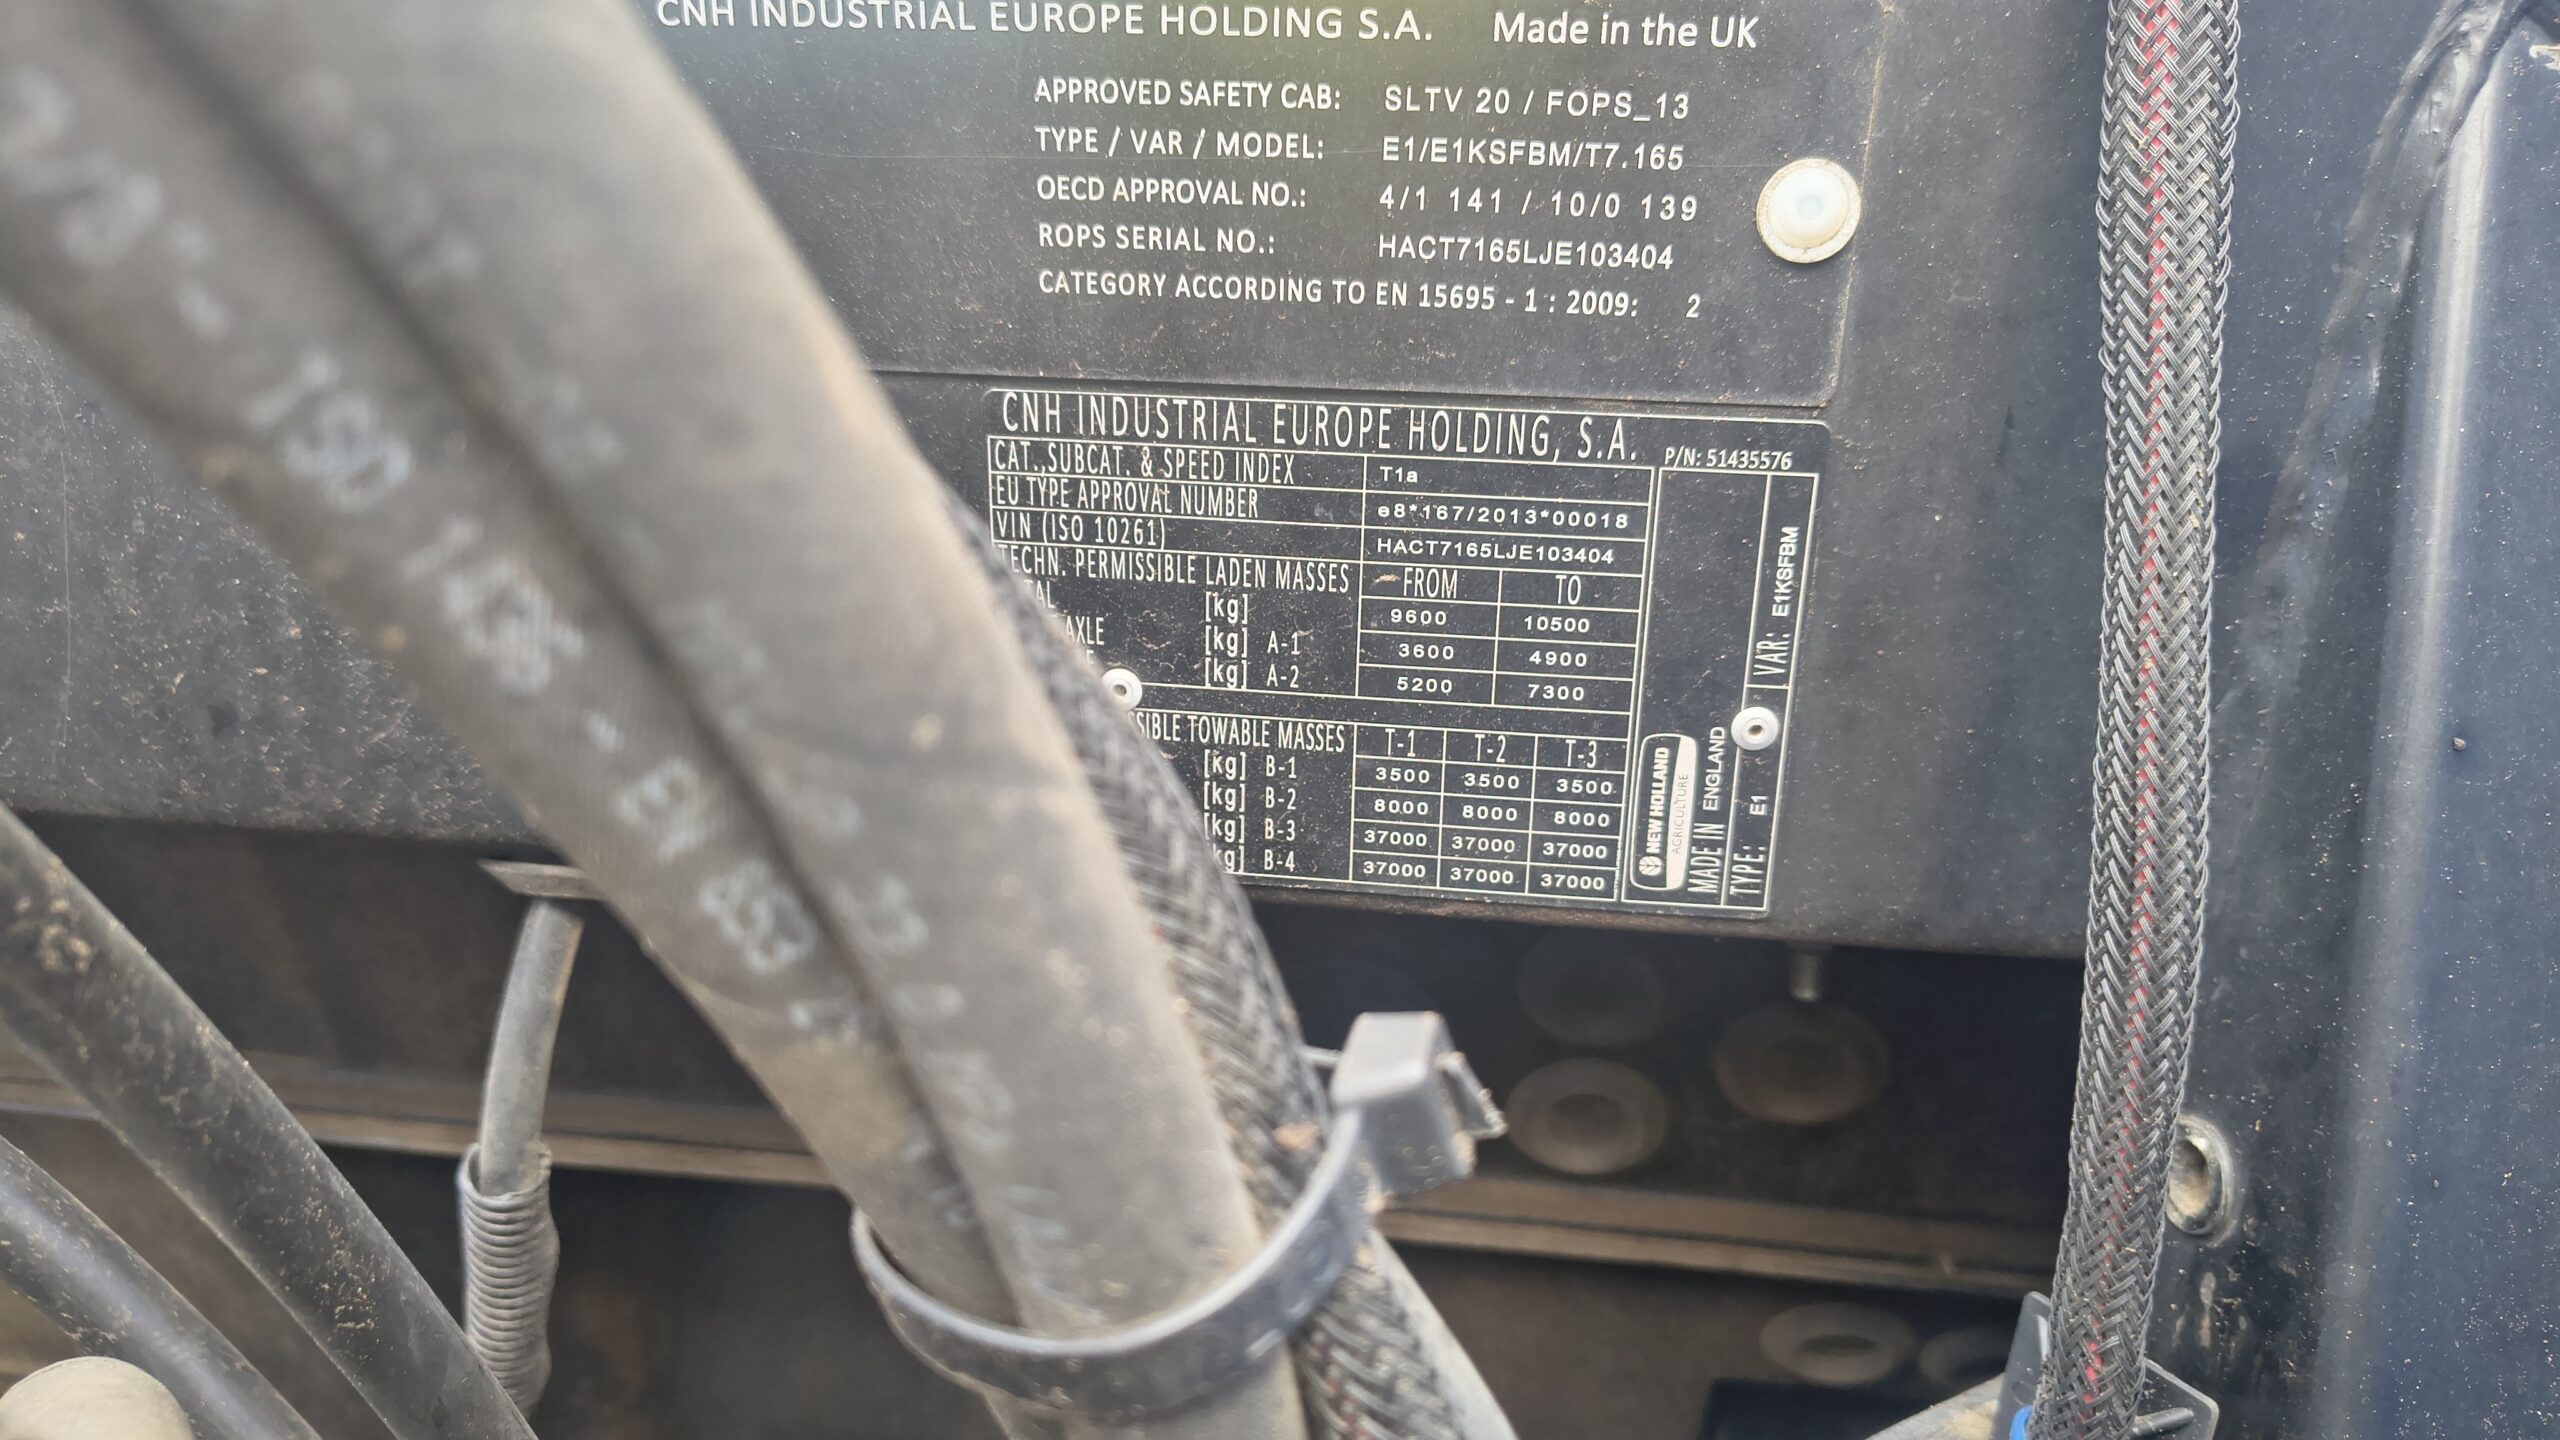 CNH INDUSTRIAL EUROPE HOLDING S.A. Made in the UK
APPROVED SAFETY CAB: SLTV 20 / FOPS_13
TYPE / VAR / MODEL: E1/E1KSFBM/T7.165
OECD APPROVAL NO.: 4/1 141 / 10/0 139
ROPS SERIAL NO.: HACT7165LJE103404
CATEGORY ACCORDING TO EN 15695 - 1 : 2009: 2
CNH INDUSTRIAL EUROPE HOLDING, S.A. P/N: 51435576
CAT.,SUBCAT. & SPEED INDEX T1a
EU TYPE APPROVAL NUMBER e8*167/2013*00018
VIN (ISO 10261) HACT7165LJE103404
TECHN. PERMISSIBLE LADEN MASSES FROM TO
[kg] 9600 10500
AXLE [kg] A-1 3600 4900
[kg] A-2 5200 7300
TOWABLE MASSES T-1 T-2 T-3
[kg] B-1 3500 3500 3500
[kg] B-2 8000 8000 8000
[kg] B-3 37000 37000 37000
[kg] B-4 37000 37000 37000
NEW HOLLAND
AGRICULTURE
MADE IN ENGLAND
TYPE: E1 VAR: E1KSFBM